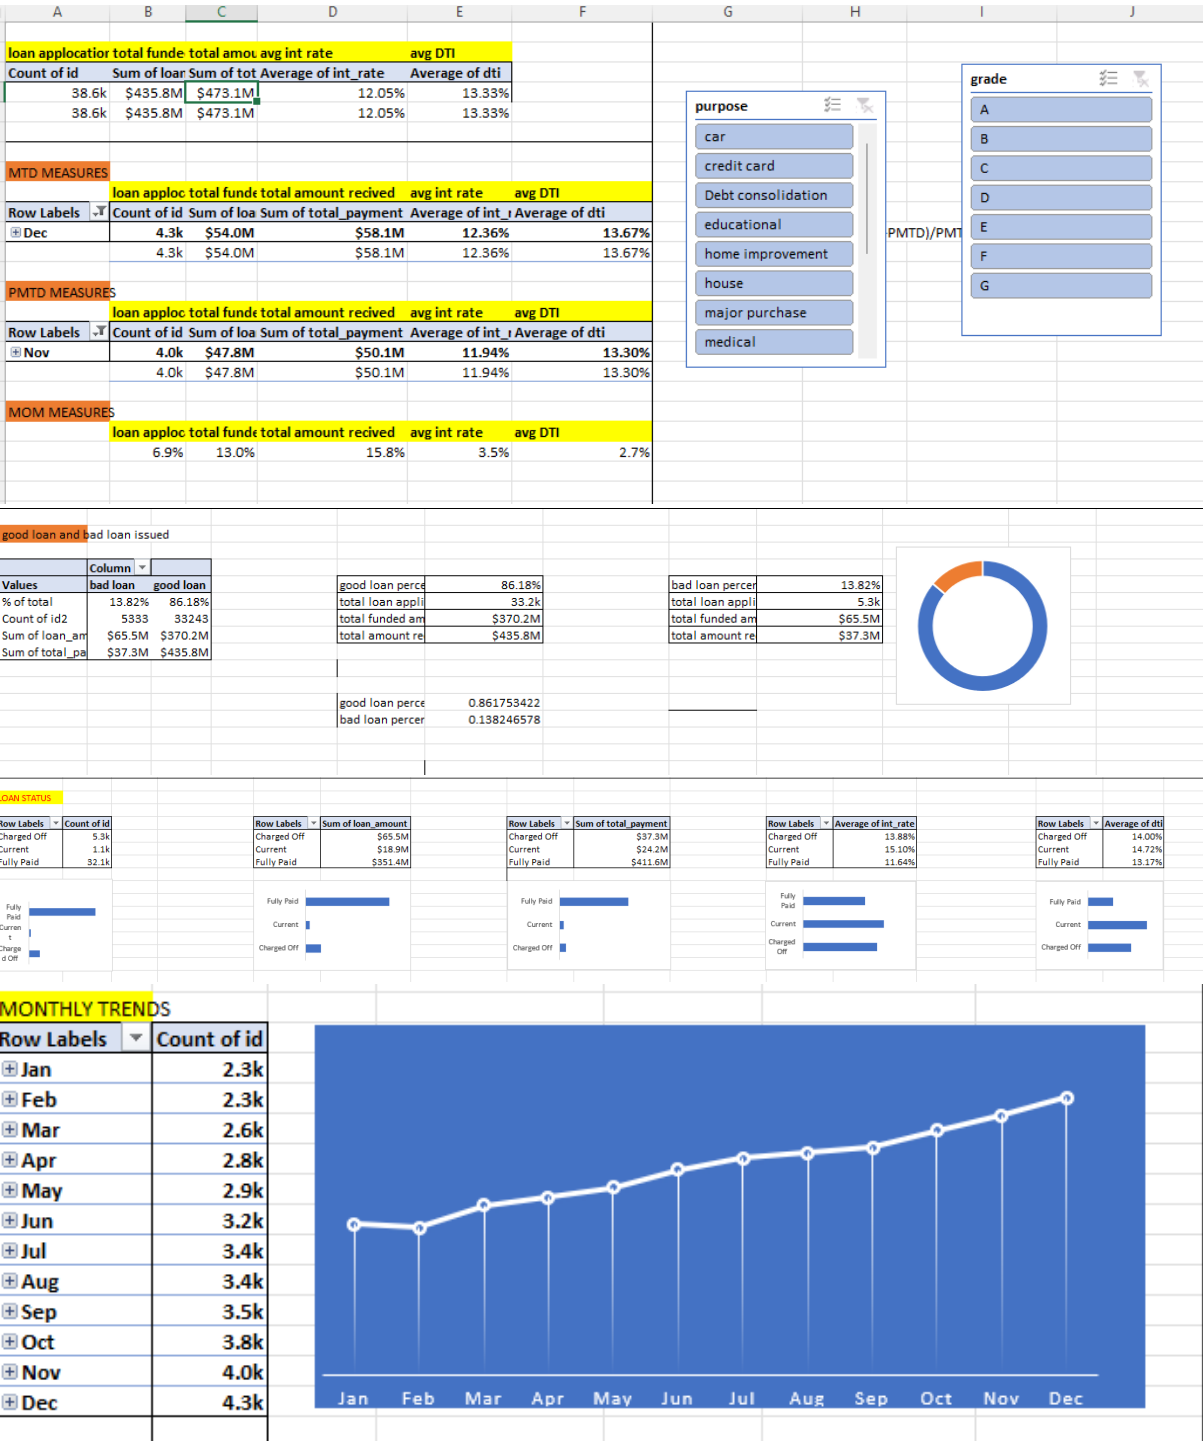 A B C D E F G H I J
loan applocation total funde total amou avg int rate avg DTI
Count of id Sum of loan Sum of tot Average of int_rate Average of dti
38.6k $435.8M $473.1M 12.05% 13.33%
38.6k $435.8M $473.1M 12.05% 13.33%
MTD MEASURES
loan apploc total funde total amount recived avg int rate avg DTI
Row Labels Count of id Sum of loa Sum of total_payment Average of int_r Average of dti
Dec 4.3k $54.0M $58.1M 12.36% 13.67%
4.3k $54.0M $58.1M 12.36% 13.67%
PMTD MEASURES
loan apploc total funde total amount recived avg int rate avg DTI
Row Labels Count of id Sum of loa Sum of total_payment Average of int_r Average of dti
Nov 4.0k $47.8M $50.1M 11.94% 13.30%
4.0k $47.8M $50.1M 11.94% 13.30%
MOM MEASURES
loan apploc total funde total amount recived avg int rate avg DTI
6.9% 13.0% 15.8% 3.5% 2.7%
purpose
car
credit card
Debt consolidation
educational
home improvement
house
major purchase
medical
-PMTD)/PMT
grade
A
B
C
D
E
F
G
good loan and bad loan issued
Column
Values bad loan good loan
% of total 13.82% 86.18%
Count of id2 5333 33243
Sum of loan_am $65.5M $370.2M
Sum of total_pa $37.3M $435.8M
good loan perce 86.18%
total loan appli 33.2k
total funded am $370.2M
total amount re $435.8M
good loan perce 0.861753422
bad loan percer 0.138246578
bad loan percer 13.82%
total loan appli 5.3k
total funded am $65.5M
total amount re $37.3M
LOAN STATUS
Row Labels Count of id
Charged Off 5.3k
Current 1.1k
Fully Paid 32.1k
Row Labels Sum of loan_amount
Charged Off $65.5M
Current $18.9M
Fully Paid $351.4M
Row Labels Sum of total_payment
Charged Off $37.3M
Current $24.2M
Fully Paid $411.6M
Row Labels Average of int_rate
Charged Off 13.88%
Current 15.10%
Fully Paid 11.64%
Row Labels Average of dti
Charged Off 14.00%
Current 14.72%
Fully Paid 13.17%
Fully
Paid
Curren
t
Charge
d Off
Fully Paid
Current
Charged Off
Fully Paid
Current
Charged Off
Fully
Paid
Current
Charged
Off
Fully Paid
Current
Charged Off
MONTHLY TRENDS
Row Labels Count of id
Jan 2.3k
Feb 2.3k
Mar 2.6k
Apr 2.8k
May 2.9k
Jun 3.2k
Jul 3.4k
Aug 3.4k
Sep 3.5k
Oct 3.8k
Nov 4.0k
Dec 4.3k
Jan Feb Mar Apr May Jun Jul Aug Sep Oct Nov Dec